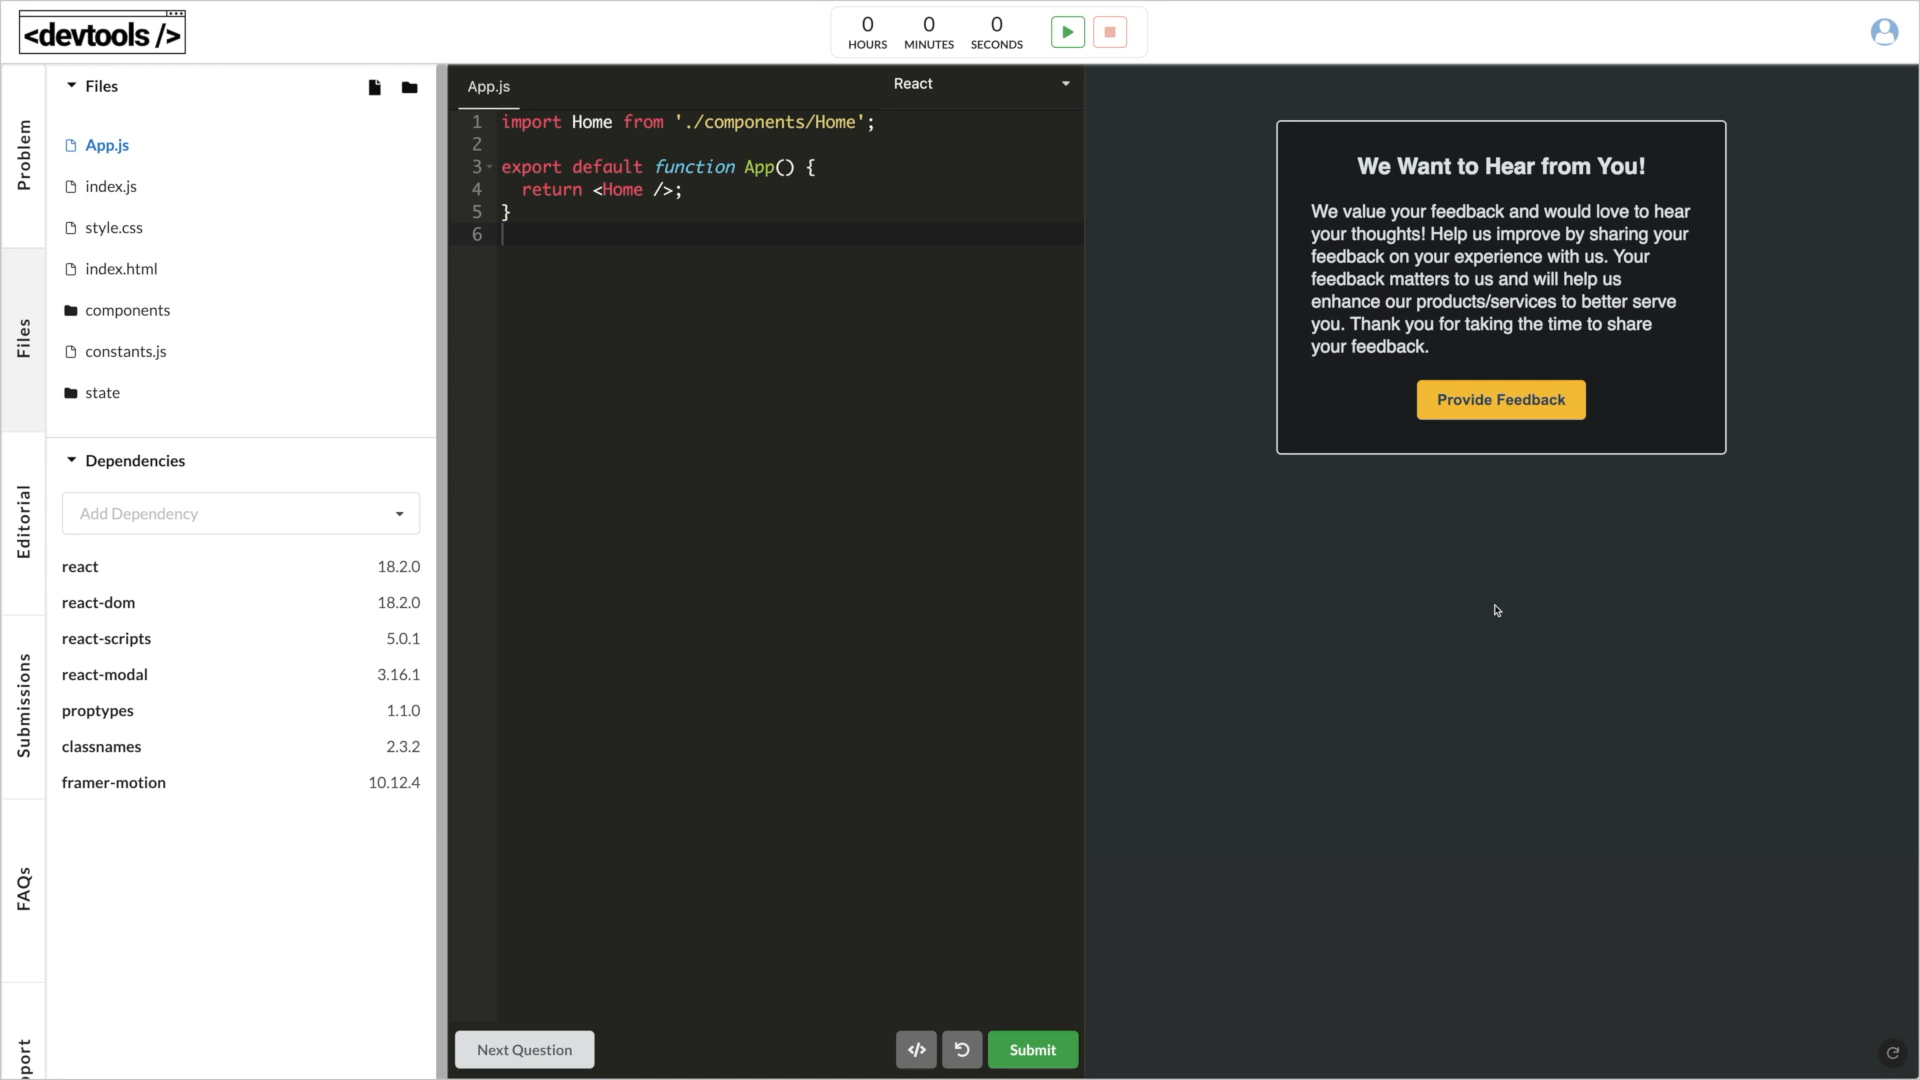 <devtools />
0
HOURS
0
MINUTES
0
SECONDS
Problem
Files
Editorial
Submissions
FAQs
pport
Files
App.js
index.js
style.css
index.html
components
constants.js
state
Dependencies
Add Dependency
react 18.2.0
react-dom 18.2.0
react-scripts 5.0.1
react-modal 3.16.1
proptypes 1.1.0
classnames 2.3.2
framer-motion 10.12.4
App.js
React
1 import Home from './components/Home';
2
3 export default function App() {
4 return <Home />;
5 }
6
Next Question
</>
Submit
We Want to Hear from You!
We value your feedback and would love to hear
your thoughts! Help us improve by sharing your
feedback on your experience with us. Your
feedback matters to us and will help us
enhance our products/services to better serve
you. Thank you for taking the time to share
your feedback.
Provide Feedback